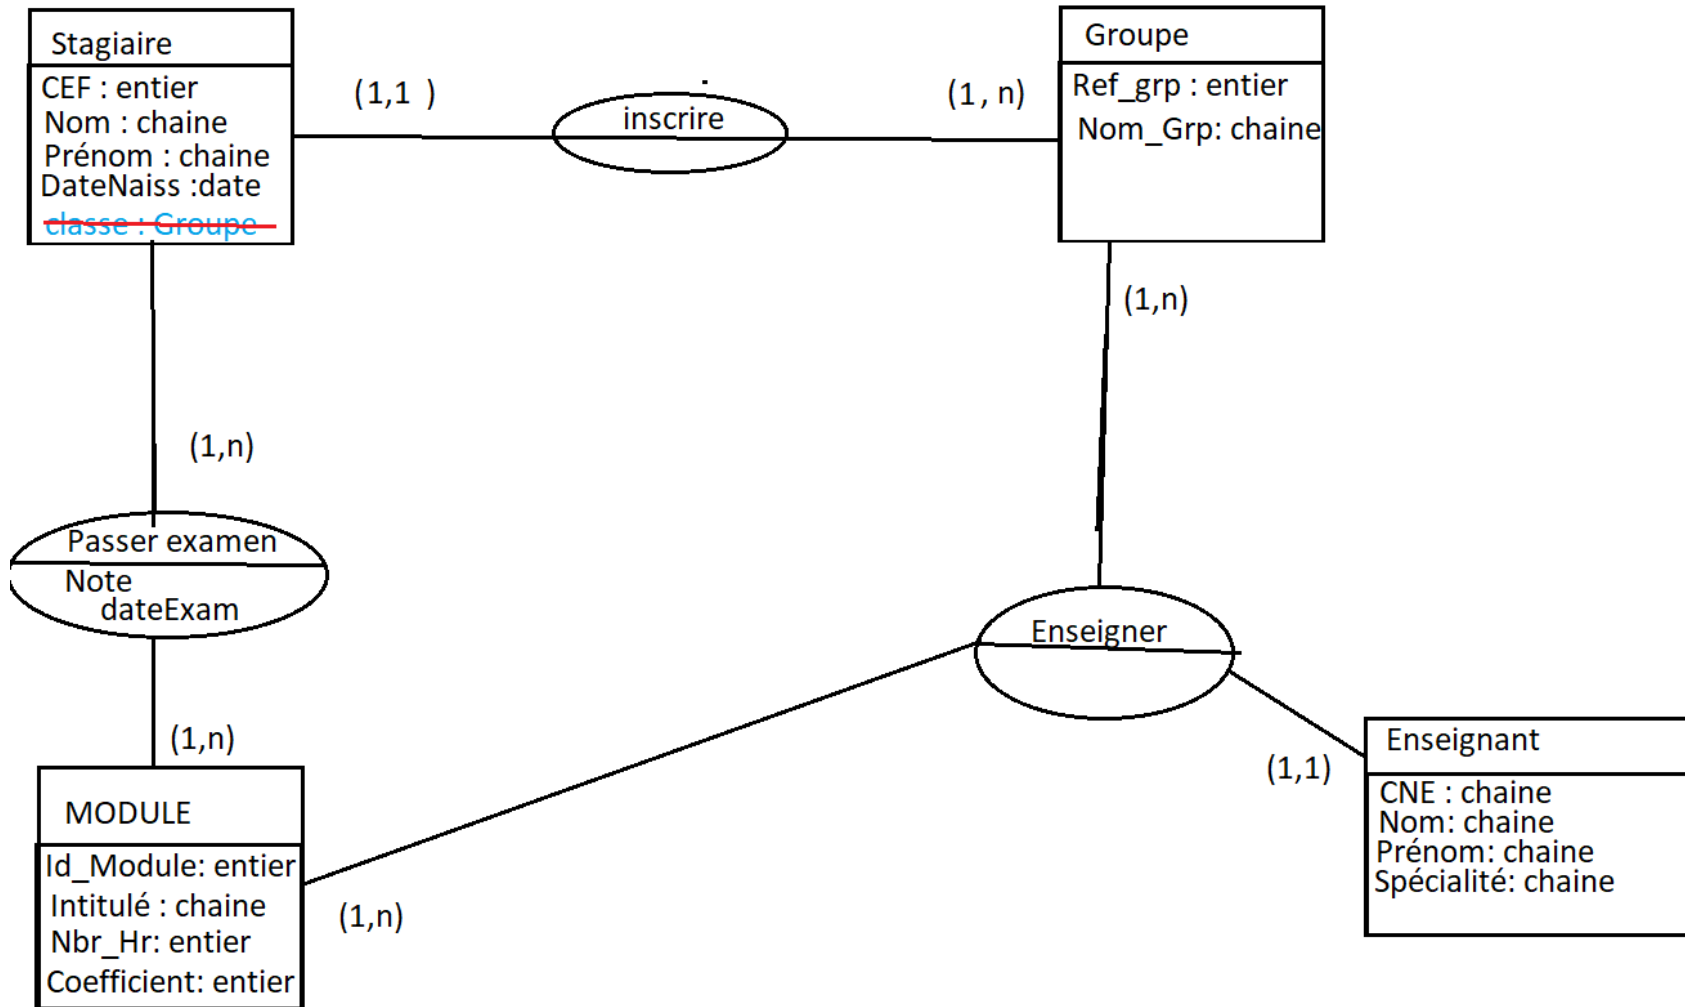 Stagiaire
CEF : entier
Nom : chaine
Prénom : chaine
DateNaiss :date
classe : Groupe
(1,1 )
inscrire
(1 , n)
Groupe
Ref_grp : entier
Nom_Grp: chaine
(1,n)
(1,n)
Passer examen
Note
dateExam
(1,n)
Enseigner
(1,1)
Enseignant
CNE : chaine
Nom: chaine
Prénom: chaine
Spécialité: chaine
MODULE
Id_Module: entier
Intitulé : chaine
Nbr_Hr: entier
Coefficient: entier
(1,n)